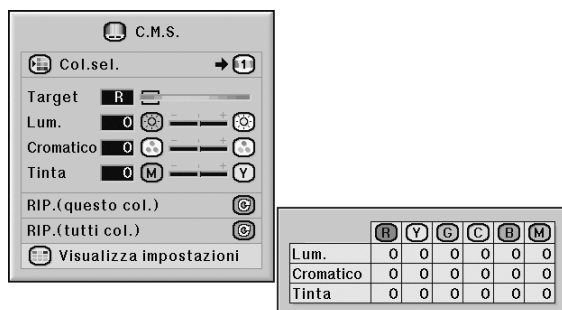 C.M.S.
Col.sel. 1
Target R
Lum. 0 - +
Cromatico 0 - +
Tinta 0 M - + Y
RIP.(questo col.)
RIP.(tutti col.)
Visualizza impostazioni
R Y G C B M
Lum. 0 0 0 0 0 0
Cromatico 0 0 0 0 0 0
Tinta 0 0 0 0 0 0